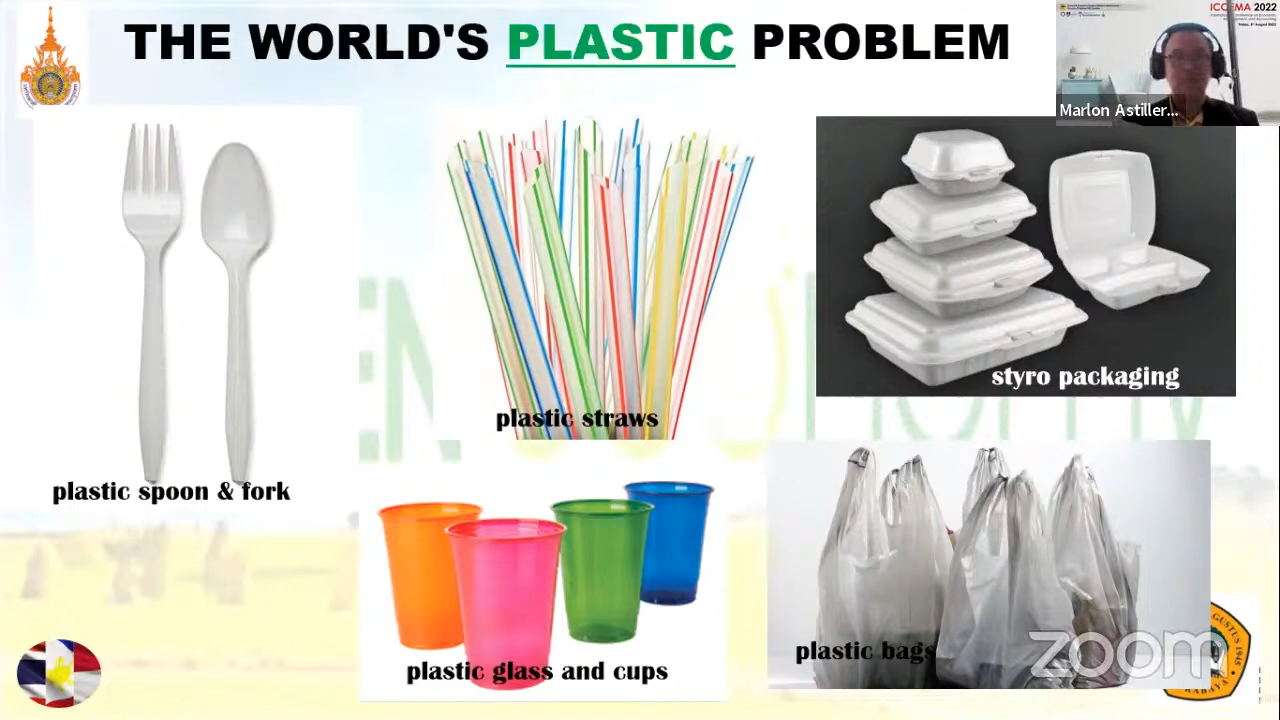 THE WORLD'S PLASTIC PROBLEM
ICOEMA 2022
Marlon Astiller...
styro packaging
plastic straws
plastic spoon & fork
plastic glass and cups
plastic bags
zoom